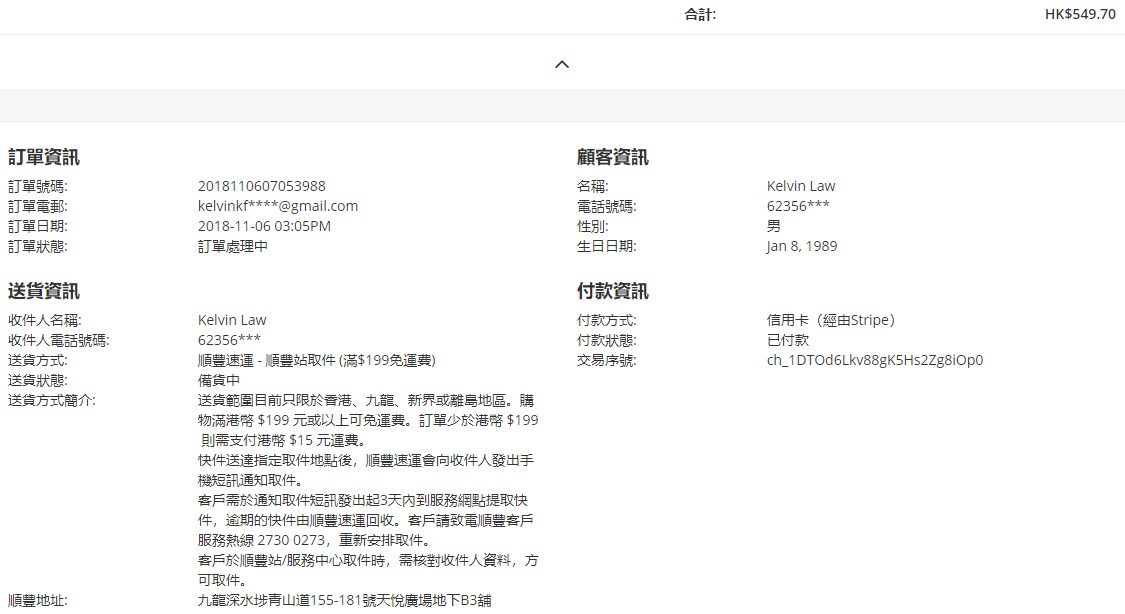 合計: HK$549.70
訂單資訊
訂單號碼: 2018110607053988
訂單電郵: kelvinkf****@gmail.com
訂單日期: 2018-11-06 03:05PM
訂單狀態: 訂單處理中
顧客資訊
名稱: Kelvin Law
電話號碼: 62356***
性別: 男
生日日期: Jan 8, 1989
送貨資訊
收件人名稱: Kelvin Law
收件人電話號碼: 62356***
送貨方式: 順豐速運 - 順豐站取件 (滿$199免運費)
送貨狀態: 備貨中
送貨方式簡介: 送貨範圍目前只限於香港、九龍、新界或離島地區。購
物滿港幣 $199 元或以上可免運費。訂單少於港幣 $199
則需支付港幣 $15 元運費。
快件送達指定取件地點後，順豐速運會向收件人發出手
機短訊通知取件。
客戶需於通知取件短訊發出起3天內到服務網點提取快
件，逾期的快件由順豐速運回收。客戶請致電順豐客戶
服務熱線 2730 0273，重新安排取件。
客戶於順豐站/服務中心取件時，需核對收件人資料，方
可取件。
順豐地址: 九龍深水埗青山道155-181號天悅廣場地下B3舖
付款資訊
付款方式: 信用卡（經由Stripe）
付款狀態: 已付款
交易序號: ch_1DTOd6Lkv88gK5Hs2Zg8iOp0